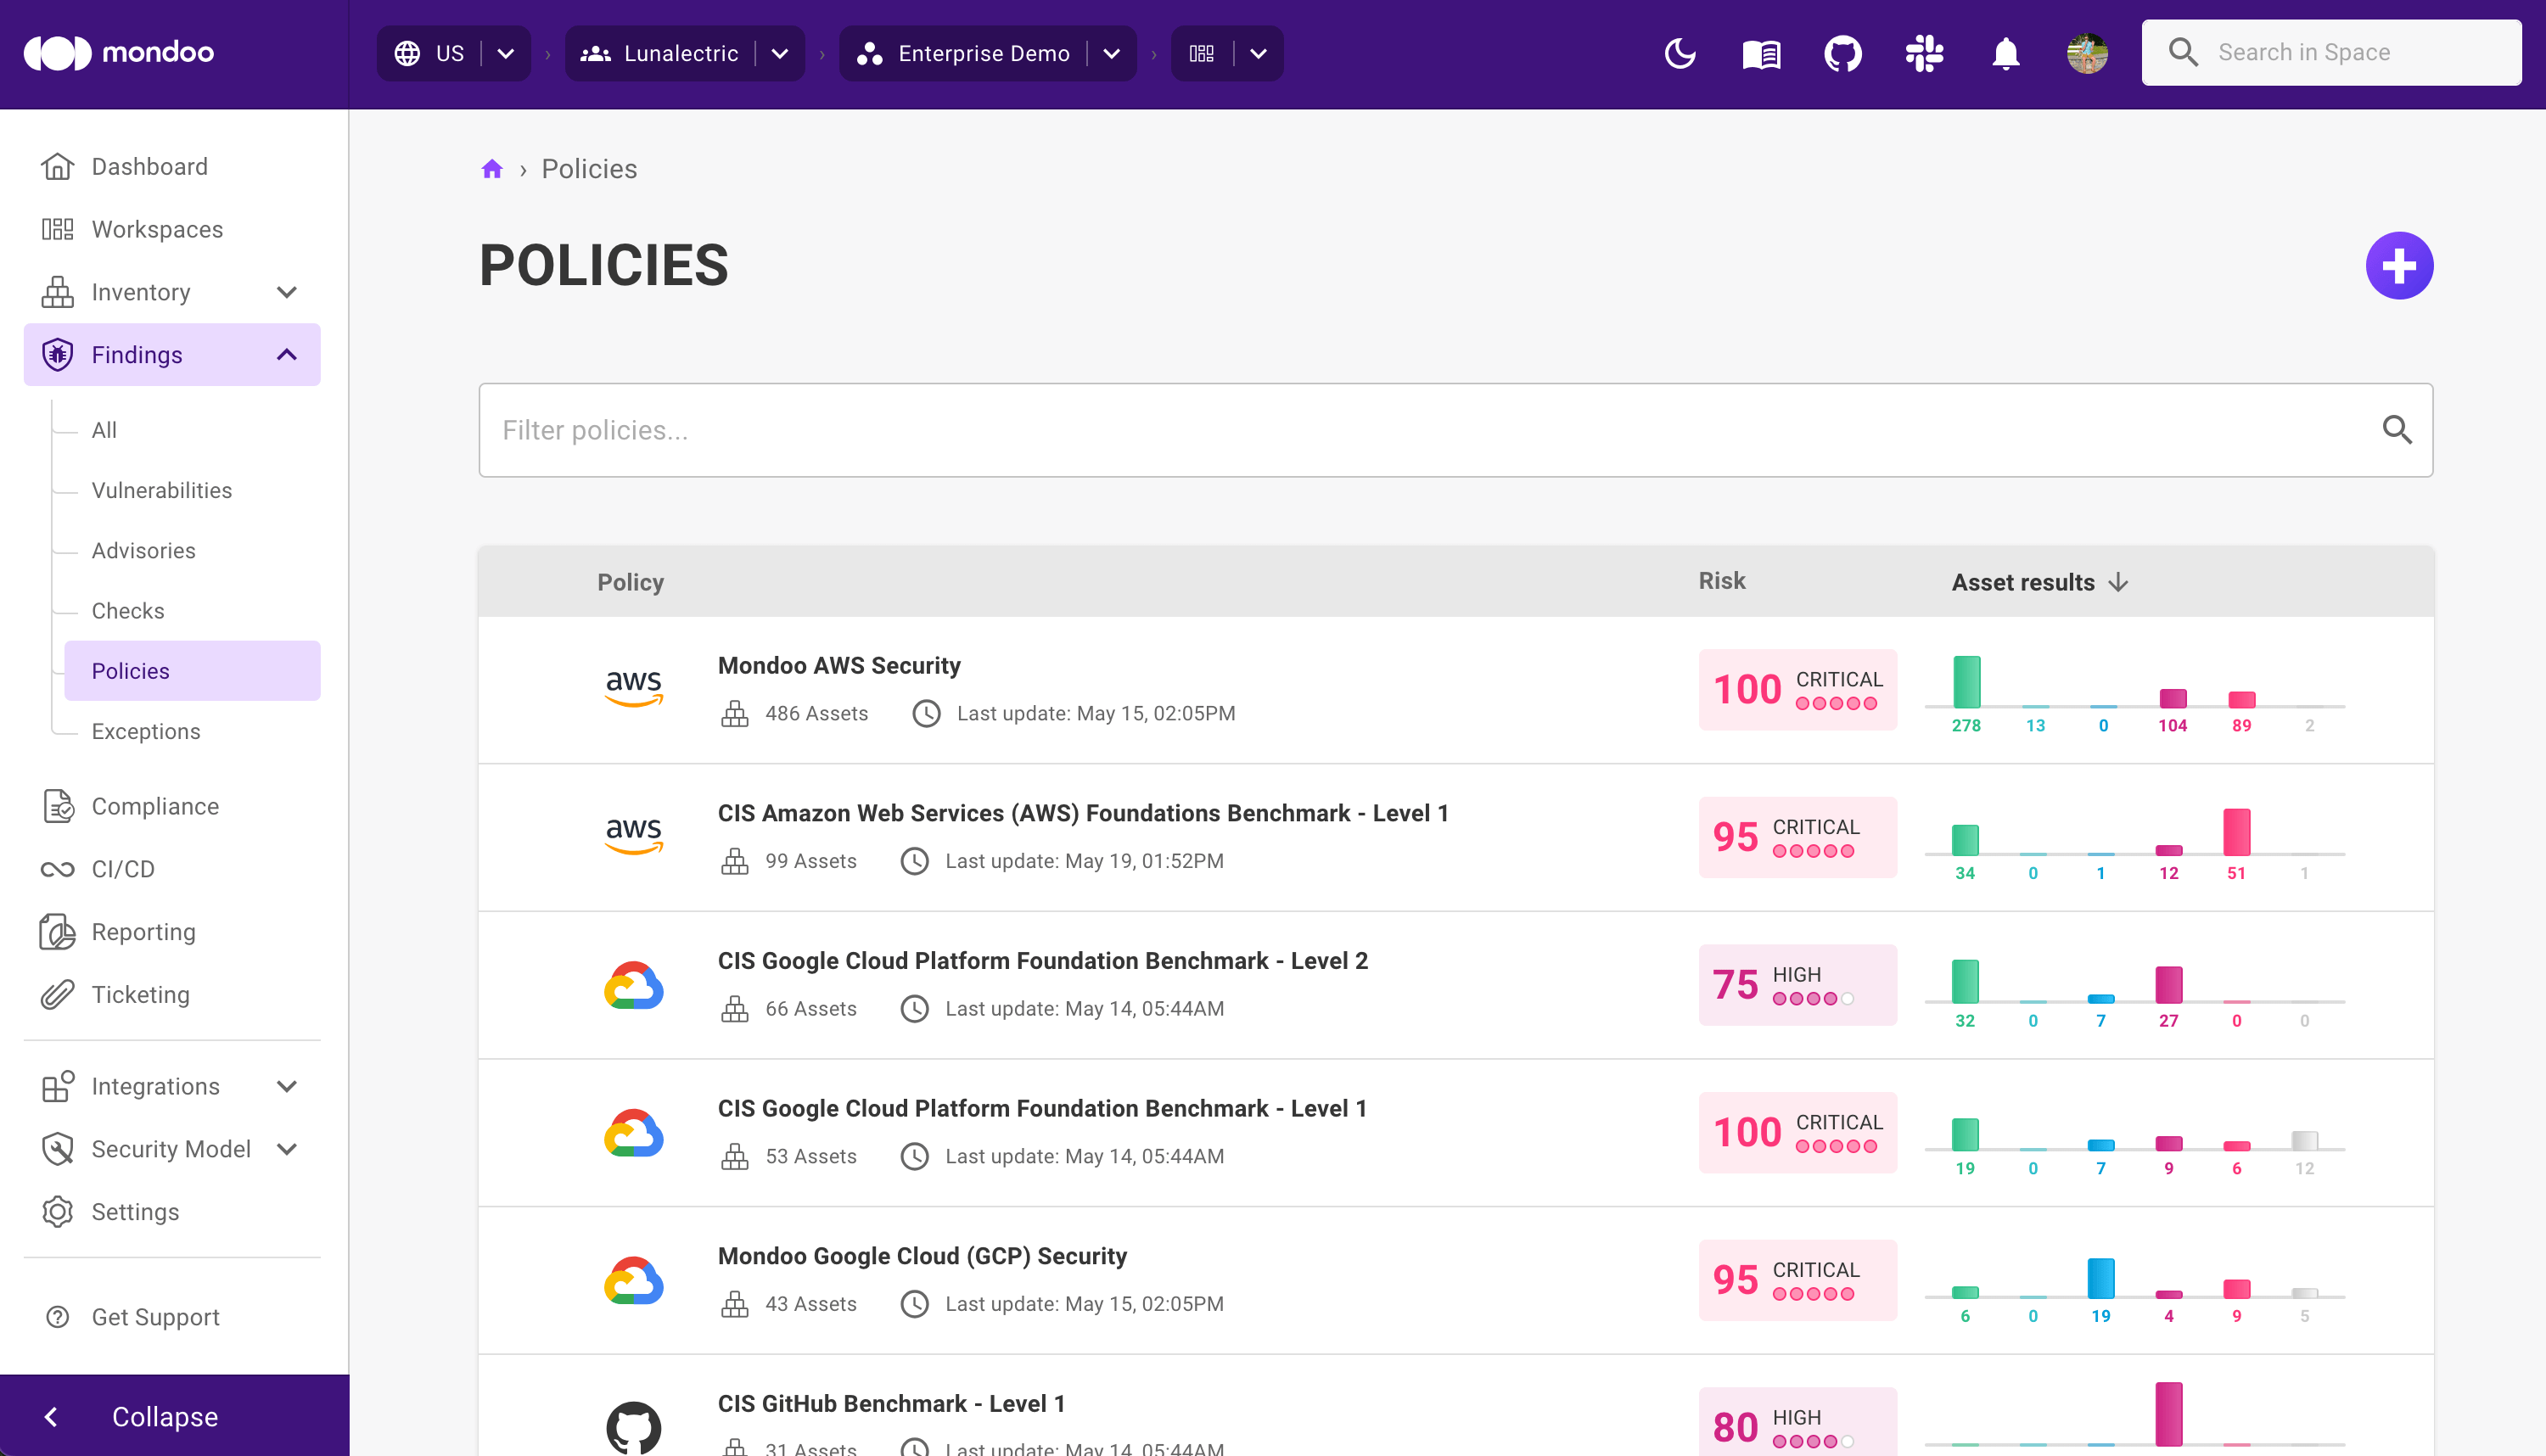 mondoo
US
Lunalectric
Enterprise Demo
Search in Space
Dashboard
Workspaces
Inventory
Findings
All
Vulnerabilities
Advisories
Checks
Policies
Exceptions
Compliance
CI/CD
Reporting
Ticketing
Integrations
Security Model
Settings
Get Support
Collapse
› Policies
POLICIES
Filter policies...
Policy Risk Asset results
aws
Mondoo AWS Security
486 Assets Last update: May 15, 02:05PM
100 CRITICAL
278 13 0 104 89 2
aws
CIS Amazon Web Services (AWS) Foundations Benchmark - Level 1
99 Assets Last update: May 19, 01:52PM
95 CRITICAL
34 0 1 12 51 1
CIS Google Cloud Platform Foundation Benchmark - Level 2
66 Assets Last update: May 14, 05:44AM
75 HIGH
32 0 7 27 0 0
CIS Google Cloud Platform Foundation Benchmark - Level 1
53 Assets Last update: May 14, 05:44AM
100 CRITICAL
19 0 7 9 6 12
Mondoo Google Cloud (GCP) Security
43 Assets Last update: May 15, 02:05PM
95 CRITICAL
6 0 19 4 9 5
CIS GitHub Benchmark - Level 1
31 Assets Last update: May 14, 05:44AM
80 HIGH